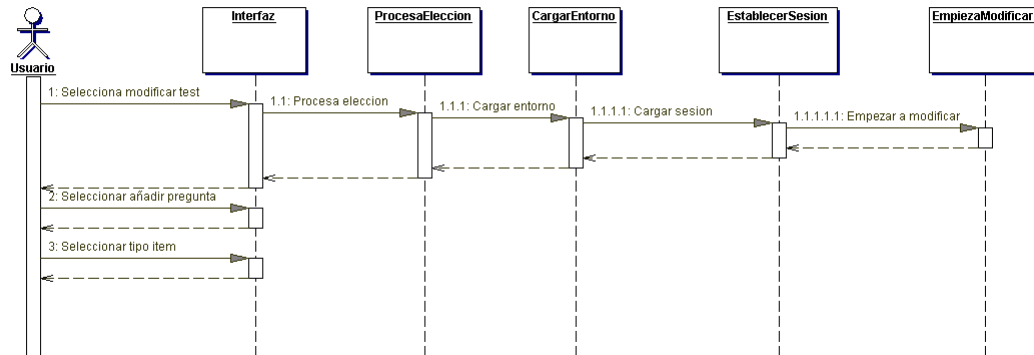 Interfaz
ProcesaEleccion
CargarEntorno
EstablecerSesion
EmpiezaModificar
Usuario
1: Selecciona modificar test
1.1: Procesa eleccion
1.1.1: Cargar entorno
1.1.1.1: Cargar sesion
1.1.1.1.1: Empezar a modificar
2: Seleccionar añadir pregunta
3: Seleccionar tipo item